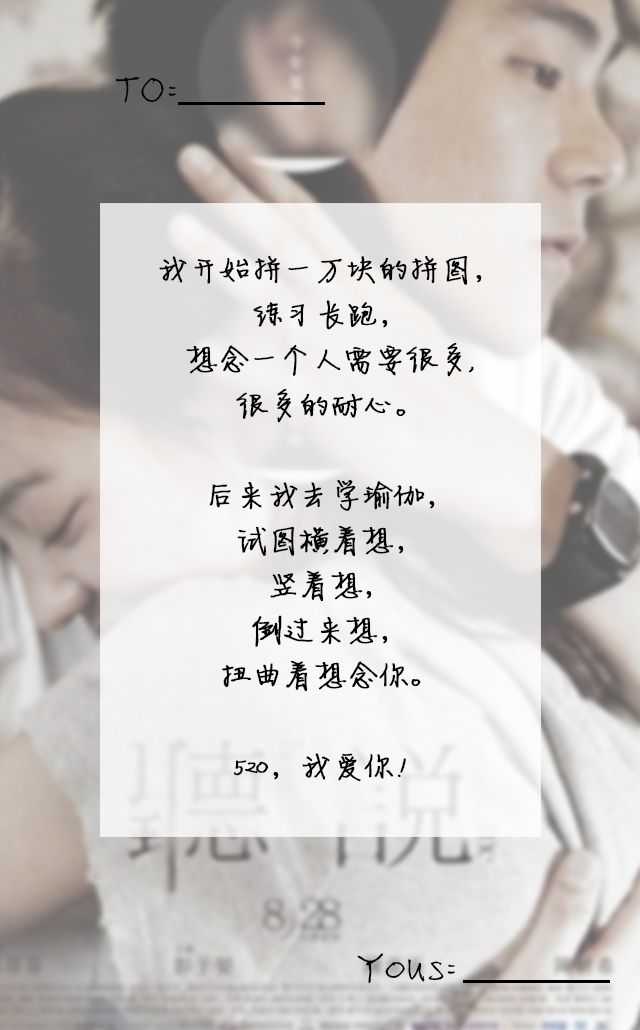 TO:
我开始拼一万块的拼图，
练习长跑，
想念一个人需要很多，
很多的耐心。
后来我去学瑜伽，
试图横着想，
竖着想，
倒过来想，
扭曲着想念你。
520，我爱你！
聽說
8/28
YOUS: